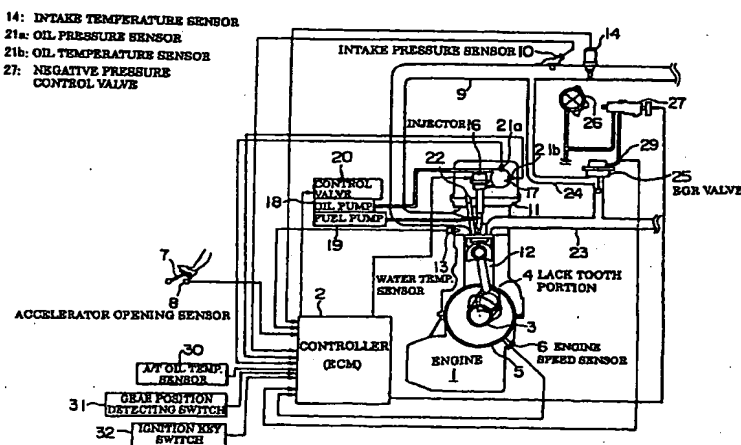 14: INTAKE TEMPERATURE SENSOR
21a: OIL PRESSURE SENSOR
21b: OIL TEMPERATURE SENSOR
27: NEGATIVE PRESSURE
CONTROL VALVE
INTAKE PRESSURE SENSOR 10
14
9
26
27
INJECTOR 16
21a
21b
29
25
EGR VALVE
20
22
CONTROL
VALVE
18
OIL PUMP
FUEL PUMP
19
17
24
11
23
13
12
WATER TEMP.
SENSOR
4 LACK TOOTH
PORTION
7
8
ACCELERATOR OPENING SENSOR
2
CONTROLLER
(ECM)
3
6 ENGINE
SPEED SENSOR
5
ENGINE
1
30
A/T OIL TEMP.
SENSOR
31
GEAR POSITION
DETECTING SWITCH
32
IGNITION KEY
SWITCH